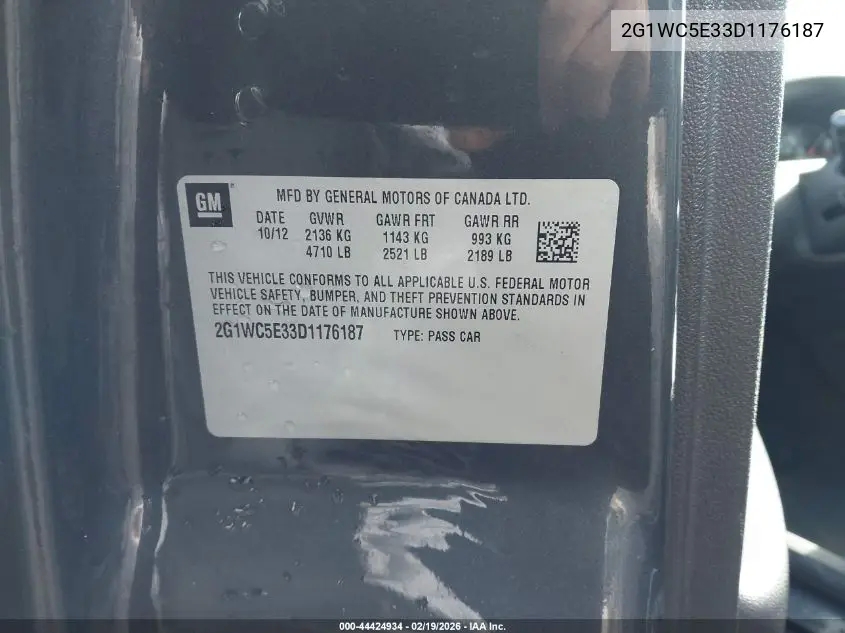 2G1WC5E33D1176187
GM
MFD BY GENERAL MOTORS OF CANADA LTD.
DATE GVWR GAWR FRT GAWR RR
10/12 2136 KG 1143 KG 993 KG
4710 LB 2521 LB 2189 LB
THIS VEHICLE CONFORMS TO ALL APPLICABLE U.S. FEDERAL MOTOR
VEHICLE SAFETY, BUMPER, AND THEFT PREVENTION STANDARDS IN
EFFECT ON THE DATE OF MANUFACTURE SHOWN ABOVE.
2G1WC5E33D1176187 TYPE: PASS CAR
000-44424934 - 02/19/2026 - IAA Inc.